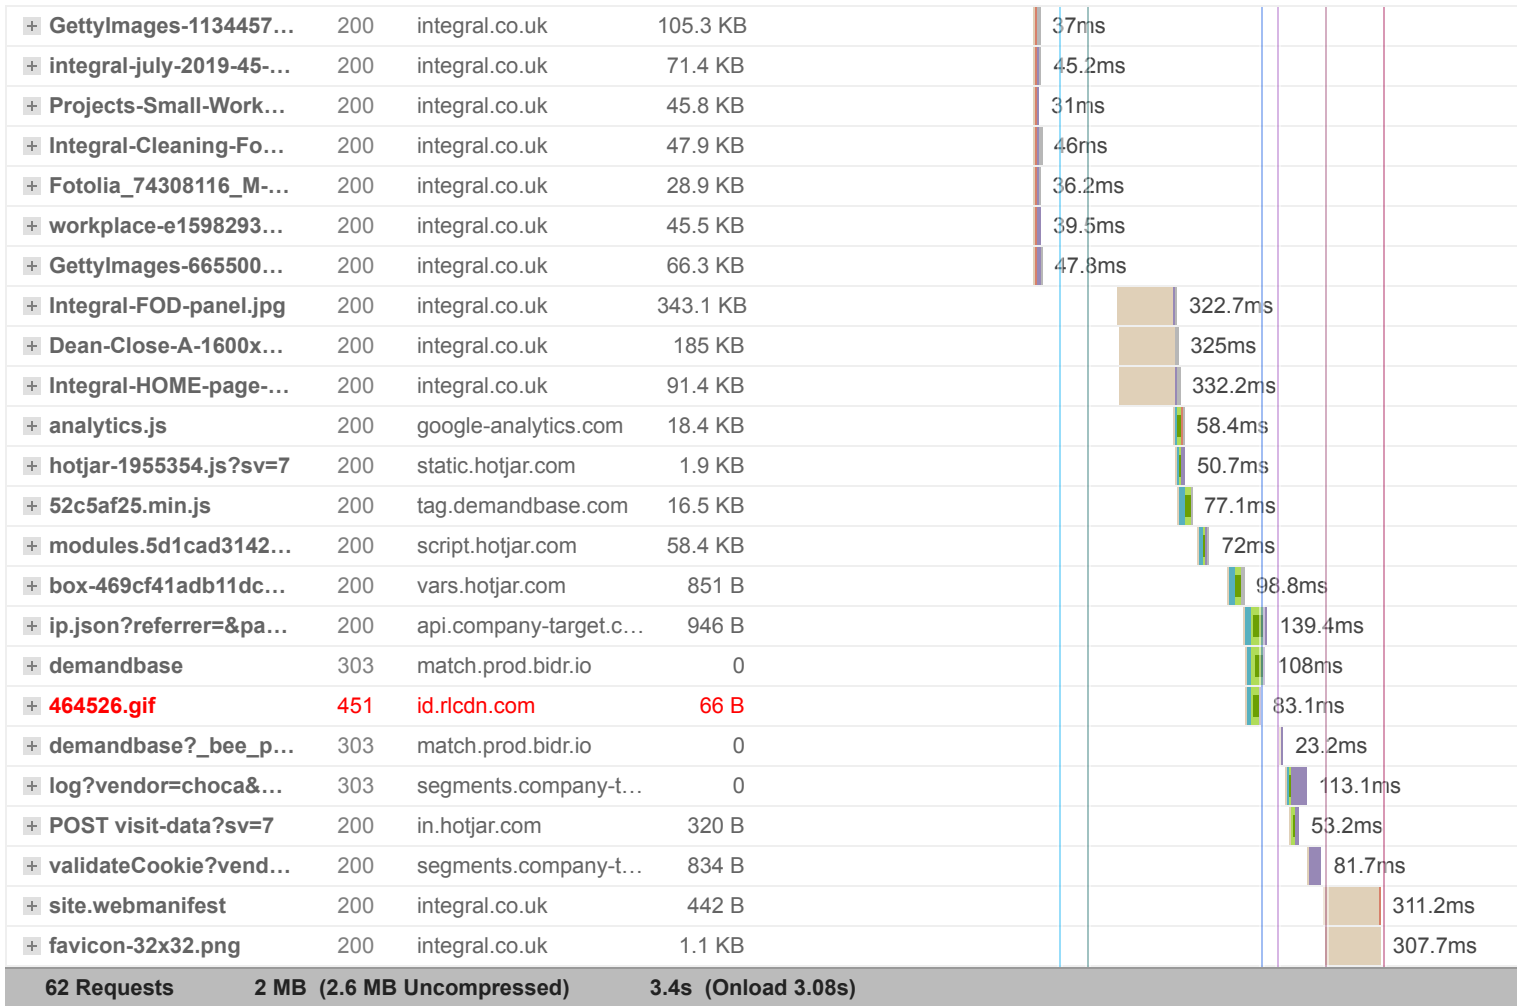 GettyImages-1134457... 200 integral.co.uk 105.3 KB 37ms
integral-july-2019-45-... 200 integral.co.uk 71.4 KB 45.2ms
Projects-Small-Work... 200 integral.co.uk 45.8 KB 31ms
Integral-Cleaning-Fo... 200 integral.co.uk 47.9 KB 46ms
Fotolia_74308116_M-... 200 integral.co.uk 28.9 KB 36.2ms
workplace-e1598293... 200 integral.co.uk 45.5 KB 39.5ms
GettyImages-665500... 200 integral.co.uk 66.3 KB 47.8ms
Integral-FOD-panel.jpg 200 integral.co.uk 343.1 KB 322.7ms
Dean-Close-A-1600x... 200 integral.co.uk 185 KB 325ms
Integral-HOME-page-... 200 integral.co.uk 91.4 KB 332.2ms
analytics.js 200 google-analytics.com 18.4 KB 58.4ms
hotjar-1955354.js?sv=7 200 static.hotjar.com 1.9 KB 50.7ms
52c5af25.min.js 200 tag.demandbase.com 16.5 KB 77.1ms
modules.5d1cad3142... 200 script.hotjar.com 58.4 KB 72ms
box-469cf41adb11dc... 200 vars.hotjar.com 851 B 98.8ms
ip.json?referrer=&pa... 200 api.company-target.c... 946 B 139.4ms
demandbase 303 match.prod.bidr.io 0 108ms
464526.gif 451 id.rlcdn.com 66 B 83.1ms
demandbase?_bee_p... 303 match.prod.bidr.io 0 23.2ms
log?vendor=choca&... 303 segments.company-t... 0 113.1ms
POST visit-data?sv=7 200 in.hotjar.com 320 B 53.2ms
validateCookie?vend... 200 segments.company-t... 834 B 81.7ms
site.webmanifest 200 integral.co.uk 442 B 311.2ms
favicon-32x32.png 200 integral.co.uk 1.1 KB 307.7ms
62 Requests 2 MB (2.6 MB Uncompressed) 3.4s (Onload 3.08s)